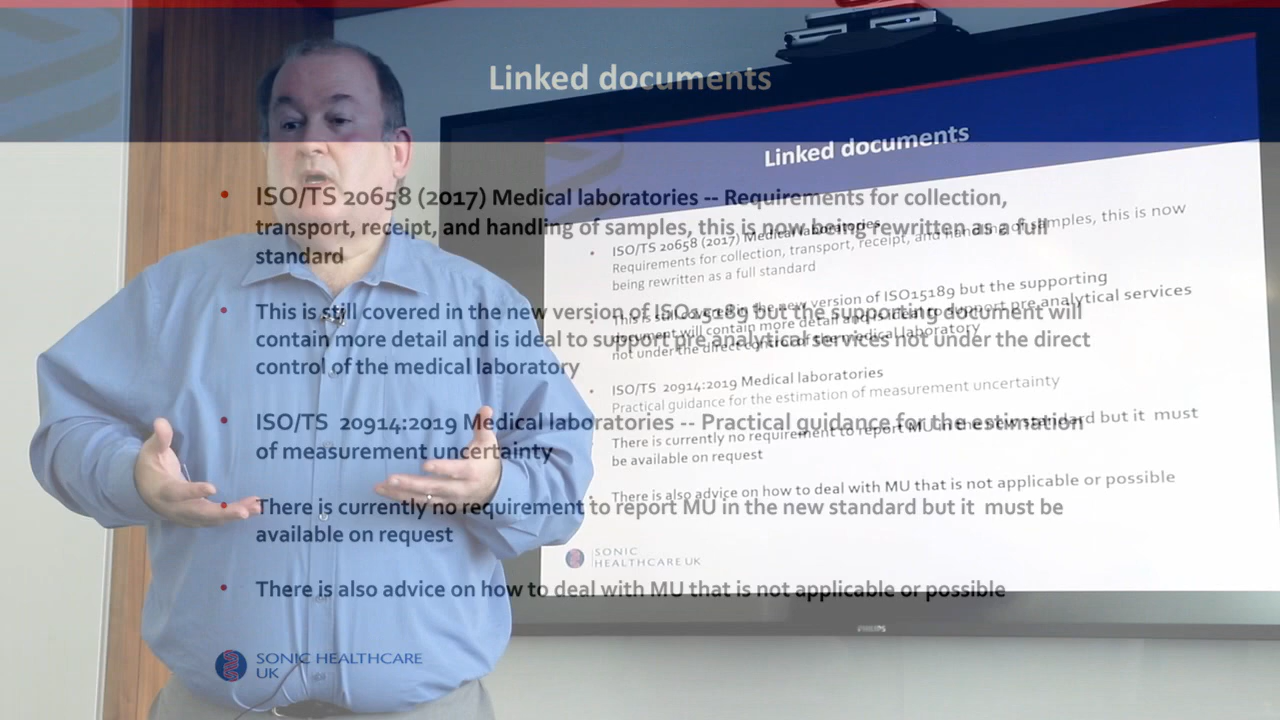 Linked documents
ISO/TS 20658 (2017) Medical laboratories -- Requirements for collection,
transport, receipt, and handling of samples, this is now being rewritten as a full
standard
This is still covered in the new version of ISO15189 but the supporting document will
contain more detail and is ideal to support pre analytical services not under the direct
control of the medical laboratory
ISO/TS 20914:2019 Medical laboratories -- Practical guidance for the estimation
of measurement uncertainty
There is currently no requirement to report MU in the new standard but it must be
available on request
There is also advice on how to deal with MU that is not applicable or possible
SONIC HEALTHCARE
UK
Linked documents
ISO/TS 20658 (2017) Medical laboratories
Requirements for collection, transport, receipt, and handling of samples, this is now
being rewritten as a full standard
This is still covered in the new version of ISO15189 but the supporting
document will contain more detail and is ideal to support pre analytical services
not under the direct control of the medical laboratory
ISO/TS 20914:2019 Medical laboratories
Practical guidance for the estimation of measurement uncertainty
There is currently no requirement to report MU in the new standard but it must
be available on request
There is also advice on how to deal with MU that is not applicable or possible
SONIC
HEALTHCARE UK
PHILIPS